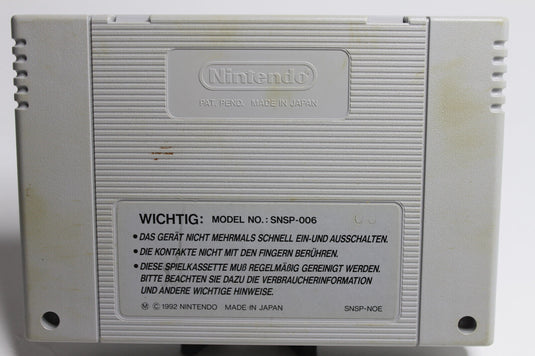 Nintendo
PAT. PEND. MADE IN JAPAN
WICHTIG: MODEL NO.: SNSP-006
• DAS GERÄT NICHT MEHRMALS SCHNELL EIN-UND AUSSCHALTEN.
• DIE KONTAKTE NICHT MIT DEN FINGERN BERÜHREN.
• DIESE SPIELKASSETTE MUß REGELMÄßIG GEREINIGT WERDEN.
BITTE BEACHTEN SIE DAZU DIE VERBRAUCHERINFORMATION
UND ANDERE WICHTIGE HINWEISE.
Ⓜ © 1992 NINTENDO MADE IN JAPAN SNSP-NOE